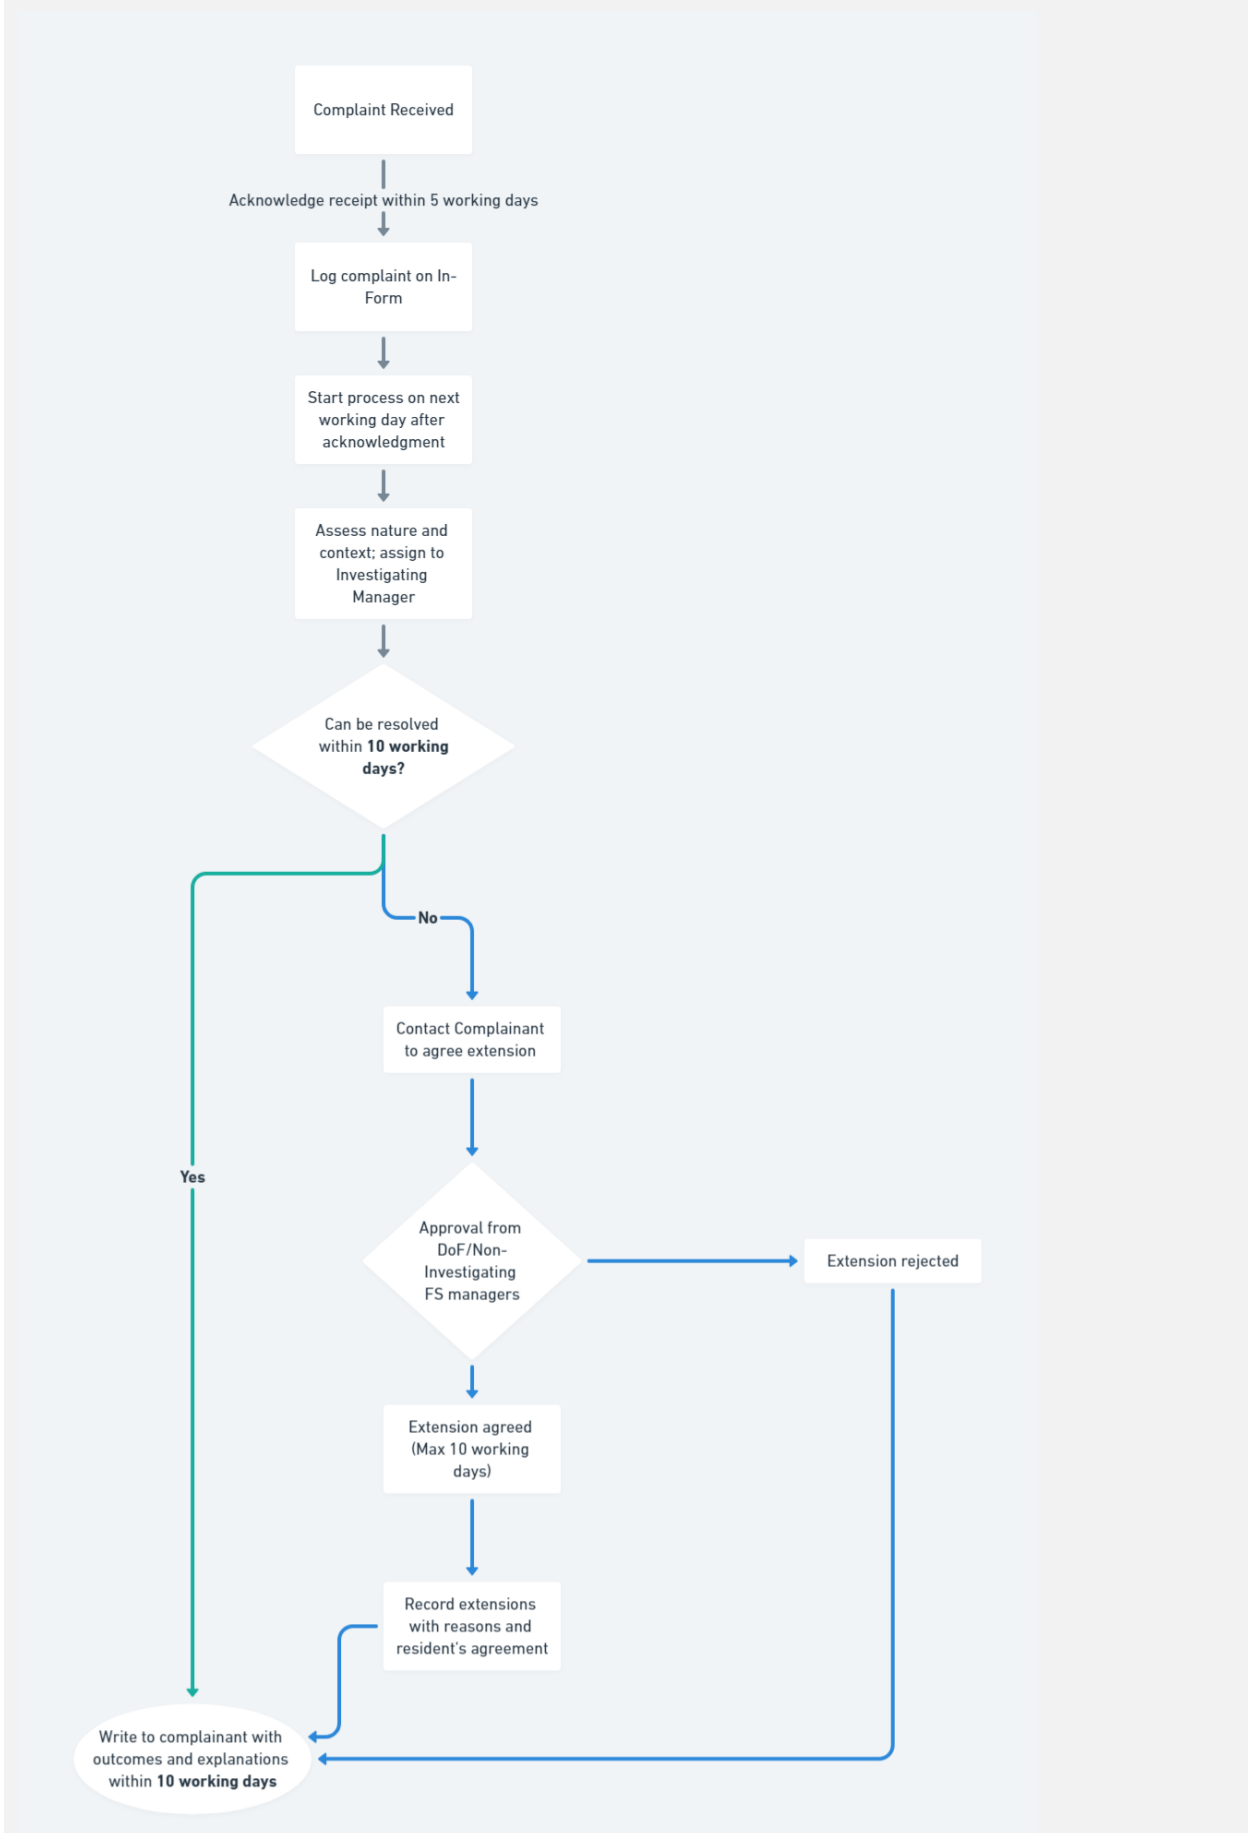 Complaint Received
Acknowledge receipt within 5 working days
Log complaint on In-
Form
Start process on next
working day after
acknowledgment
Assess nature and
context; assign to
Investigating
Manager
Can be resolved
within 10 working
days?
No
Contact Complainant
to agree extension
Yes
Approval from
DoF/Non-
Investigating
FS managers
Extension rejected
Extension agreed
(Max 10 working
days)
Record extensions
with reasons and
resident's agreement
Write to complainant with
outcomes and explanations
within 10 working days